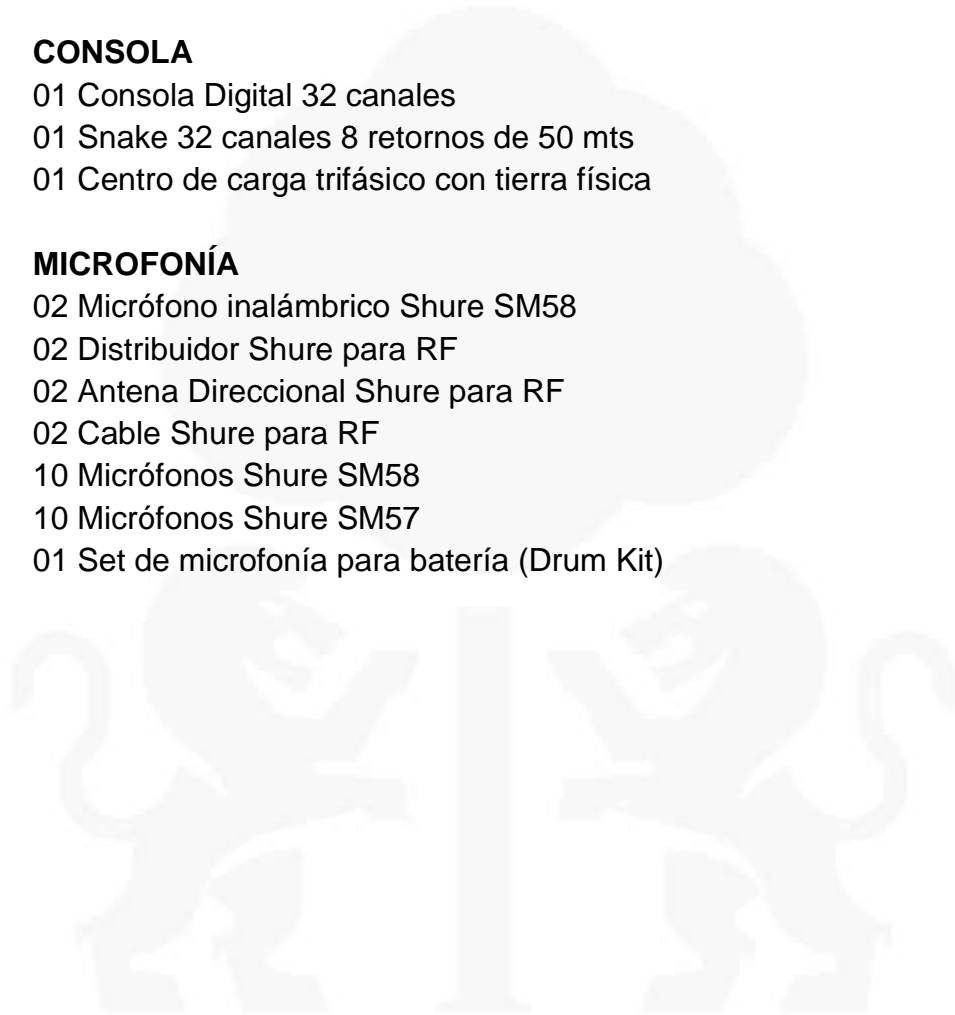 CONSOLA
01 Consola Digital 32 canales
01 Snake 32 canales 8 retornos de 50 mts
01 Centro de carga trifásico con tierra física
MICROFONÍA
02 Micrófono inalámbrico Shure SM58
02 Distribuidor Shure para RF
02 Antena Direccional Shure para RF
02 Cable Shure para RF
10 Micrófonos Shure SM58
10 Micrófonos Shure SM57
01 Set de microfonía para batería (Drum Kit)